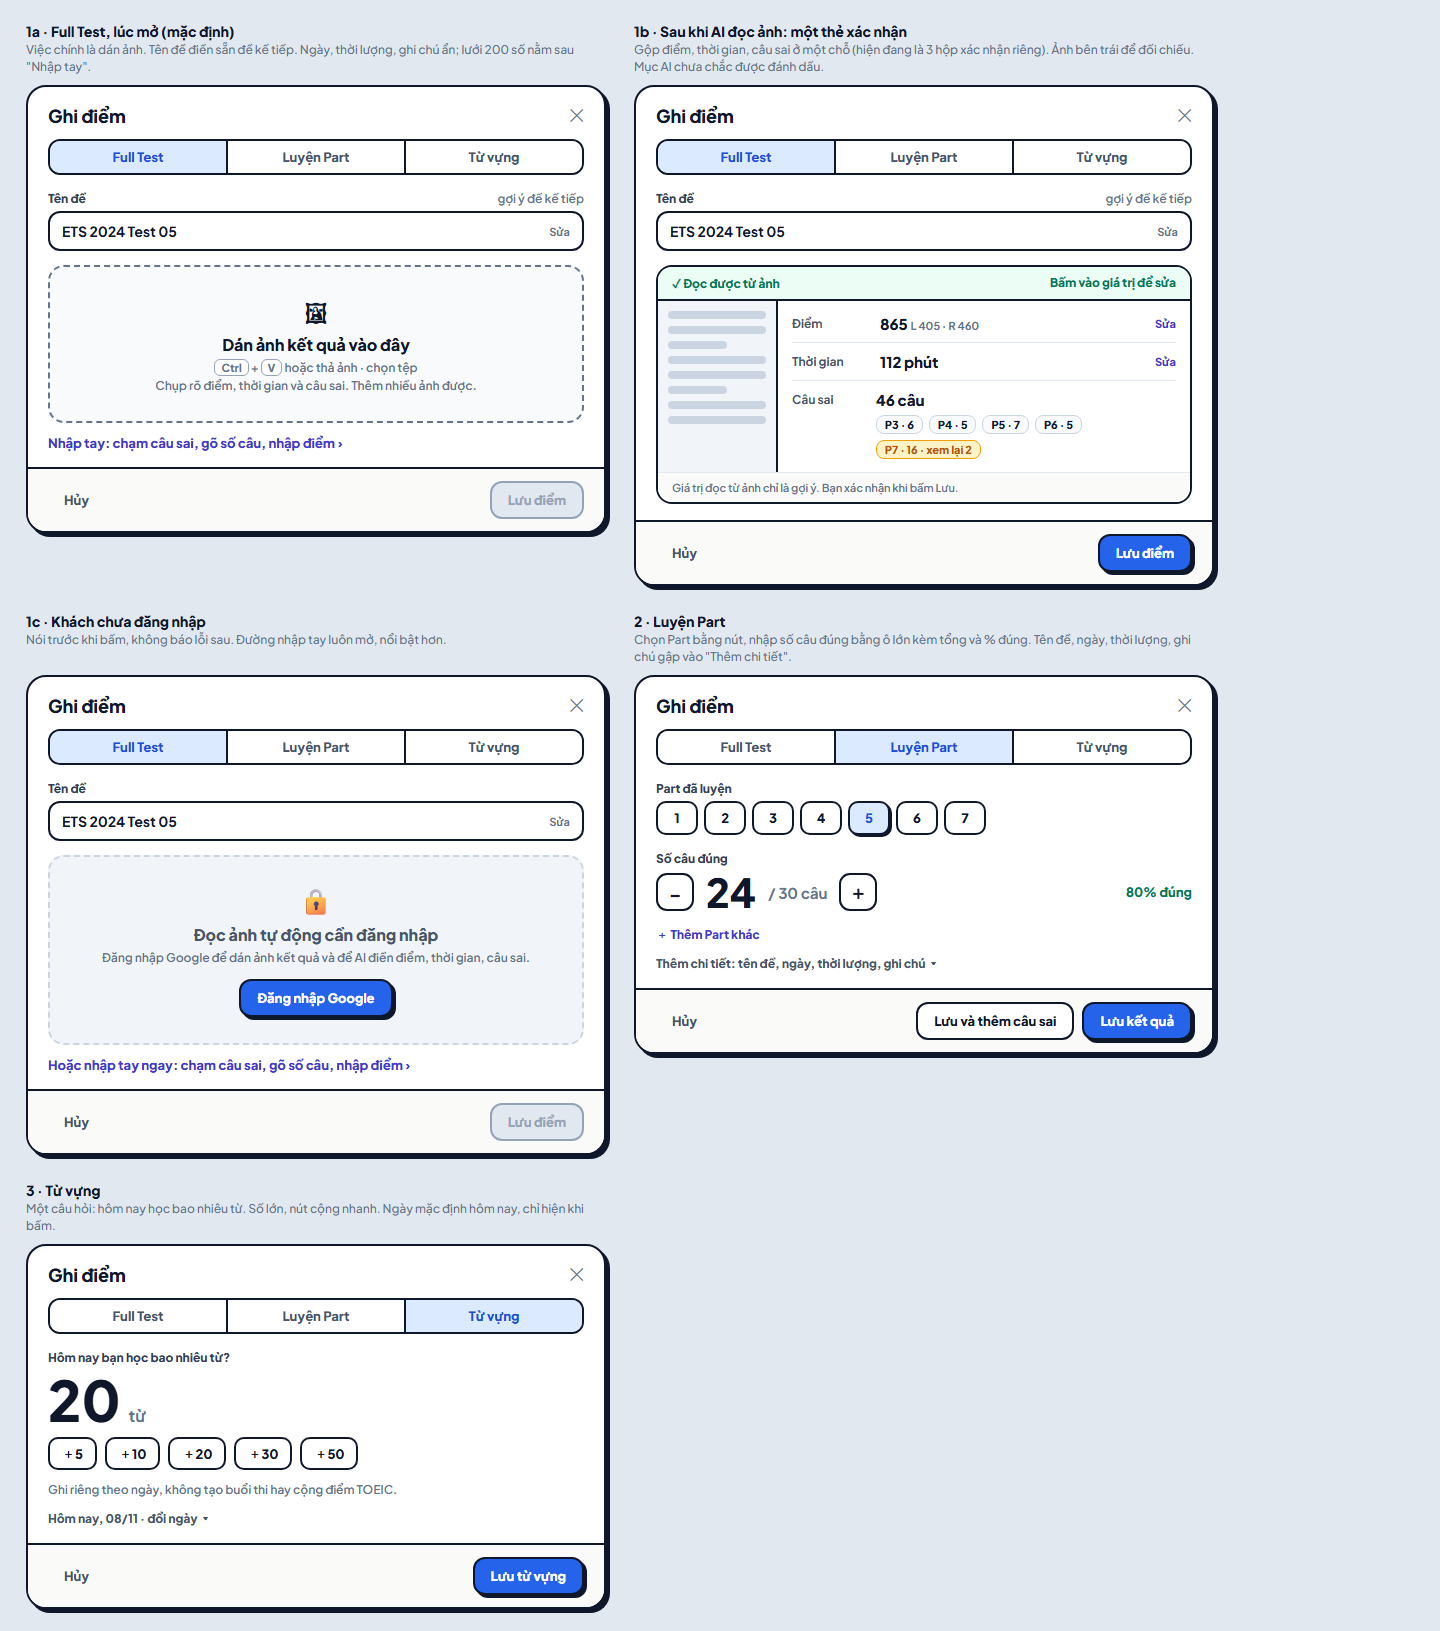 1a · Full Test, lúc mở (mặc định)
Việc chính là dán ảnh. Tên đề điền sẵn đề kế tiếp. Ngày, thời lượng, ghi chú ẩn; lưới 200 số nằm sau
"Nhập tay".
Ghi điểm
Full Test
Luyện Part
Từ vựng
Tên đề
gợi ý đề kế tiếp
ETS 2024 Test 05
Sửa
Dán ảnh kết quả vào đây
Ctrl + V hoặc thả ảnh · chọn tệp
Chụp rõ điểm, thời gian và câu sai. Thêm nhiều ảnh được.
Nhập tay: chạm câu sai, gõ số câu, nhập điểm ›
Hủy
Lưu điểm
1b · Sau khi AI đọc ảnh: một thẻ xác nhận
Gộp điểm, thời gian, câu sai ở một chỗ (hiện đang là 3 hộp xác nhận riêng). Ảnh bên trái để đối chiếu.
Mục AI chưa chắc được đánh dấu.
Ghi điểm
Full Test
Luyện Part
Từ vựng
Tên đề
gợi ý đề kế tiếp
ETS 2024 Test 05
Sửa
✓ Đọc được từ ảnh
Bấm vào giá trị để sửa
Điểm
865 L 405 · R 460
Sửa
Thời gian
112 phút
Sửa
Câu sai
46 câu
P3 · 6
P4 · 5
P5 · 7
P6 · 5
P7 · 16 · xem lại 2
Giá trị đọc từ ảnh chỉ là gợi ý. Bạn xác nhận khi bấm Lưu.
Hủy
Lưu điểm
1c · Khách chưa đăng nhập
Nói trước khi bấm, không báo lỗi sau. Đường nhập tay luôn mở, nổi bật hơn.
Ghi điểm
Full Test
Luyện Part
Từ vựng
Tên đề
ETS 2024 Test 05
Sửa
Đọc ảnh tự động cần đăng nhập
Đăng nhập Google để dán ảnh kết quả và để AI điền điểm, thời gian, câu sai.
Đăng nhập Google
Hoặc nhập tay ngay: chạm câu sai, gõ số câu, nhập điểm ›
Hủy
Lưu điểm
2 · Luyện Part
Chọn Part bằng nút, nhập số câu đúng bằng ô lớn kèm tổng và % đúng. Tên đề, ngày, thời lượng, ghi
chú gập vào "Thêm chi tiết".
Ghi điểm
Full Test
Luyện Part
Từ vựng
Part đã luyện
1
2
3
4
5
6
7
Số câu đúng
– 24 / 30 câu +
80% đúng
+ Thêm Part khác
Thêm chi tiết: tên đề, ngày, thời lượng, ghi chú ▾
Hủy
Lưu và thêm câu sai
Lưu kết quả
3 · Từ vựng
Một câu hỏi: hôm nay học bao nhiêu từ. Số lớn, nút cộng nhanh. Ngày mặc định hôm nay, chỉ hiện khi
bấm.
Ghi điểm
Full Test
Luyện Part
Từ vựng
Hôm nay bạn học bao nhiêu từ?
20 từ
+ 5
+ 10
+ 20
+ 30
+ 50
Ghi riêng theo ngày, không tạo buổi thi hay cộng điểm TOEIC.
Hôm nay, 08/11 · đổi ngày ▾
Hủy
Lưu từ vựng